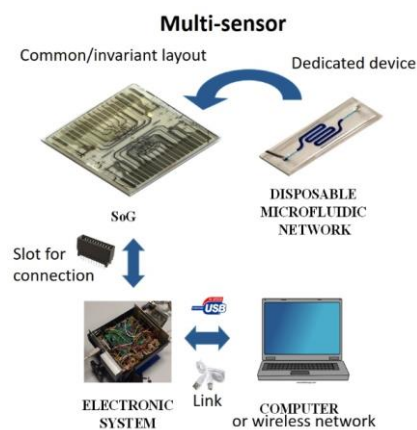 Multi-sensor
Common/invariant layout
Dedicated device
SoG
DISPOSABLE
MICROFLUIDIC
NETWORK
Slot for
connection
USB
Link
ELECTRONIC
SYSTEM
COMPUTER
or wireless network